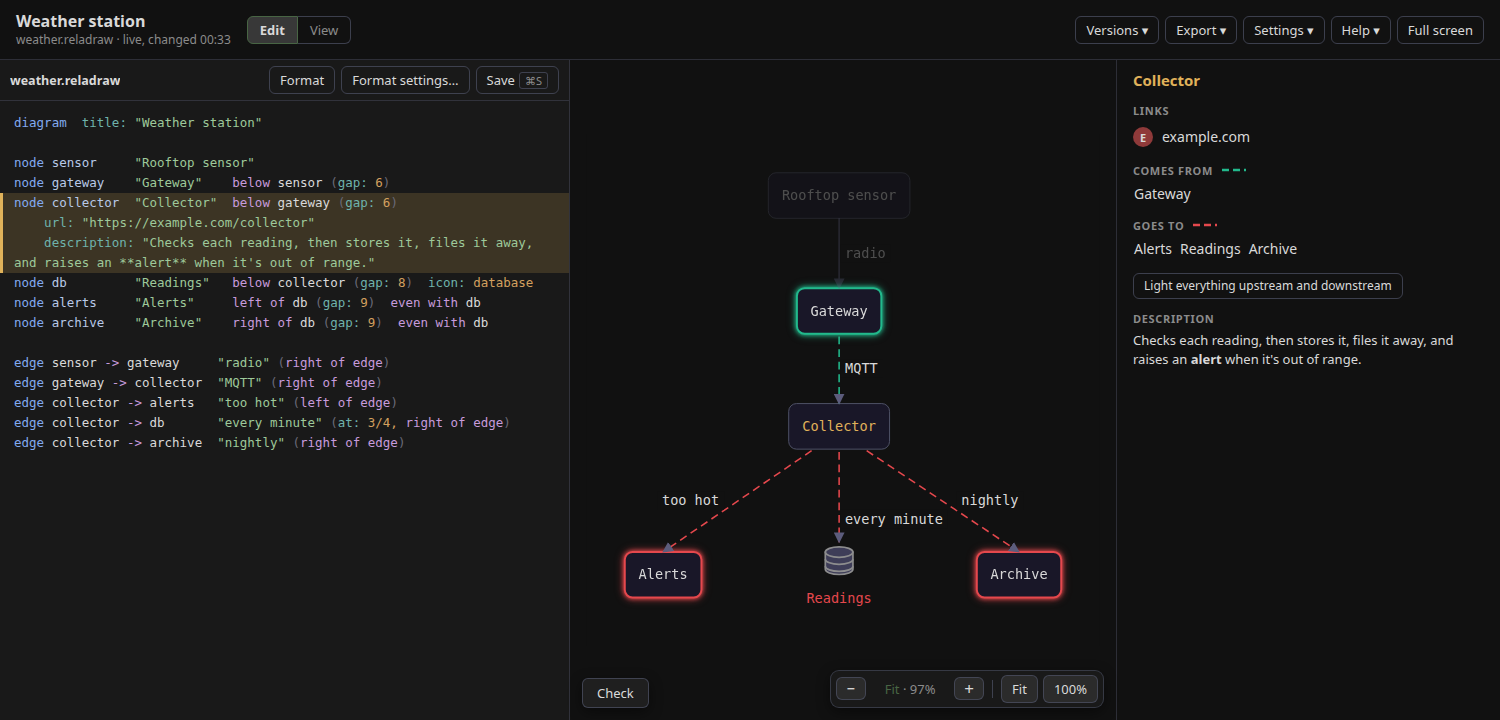 Weather station
weather.reladraw · live, changed 00:33
Edit View
Versions ▾ Export ▾ Settings ▾ Help ▾ Full screen
weather.reladraw
Format Format settings... Save ⌘S
diagram  title: "Weather station"
node sensor     "Rooftop sensor"
node gateway    "Gateway"    below sensor (gap: 6)
node collector  "Collector"  below gateway (gap: 6)
    url: "https://example.com/collector"
    description: "Checks each reading, then stores it, files it away,
and raises an **alert** when it's out of range."
node db         "Readings"   below collector (gap: 8)  icon: database
node alerts     "Alerts"     left of db (gap: 9)  even with db
node archive    "Archive"    right of db (gap: 9)  even with db
edge sensor -> gateway     "radio" (right of edge)
edge gateway -> collector  "MQTT" (right of edge)
edge collector -> alerts   "too hot" (left of edge)
edge collector -> db       "every minute" (at: 3/4, right of edge)
edge collector -> archive  "nightly" (right of edge)
Rooftop sensor
radio
Gateway
MQTT
Collector
too hot
nightly
every minute
Alerts
Archive
Readings
Check
− Fit · 97% + Fit 100%
Collector
LINKS
E example.com
COMES FROM
Gateway
GOES TO
Alerts Readings Archive
Light everything upstream and downstream
DESCRIPTION
Checks each reading, then stores it, files it away, and
raises an alert when it's out of range.